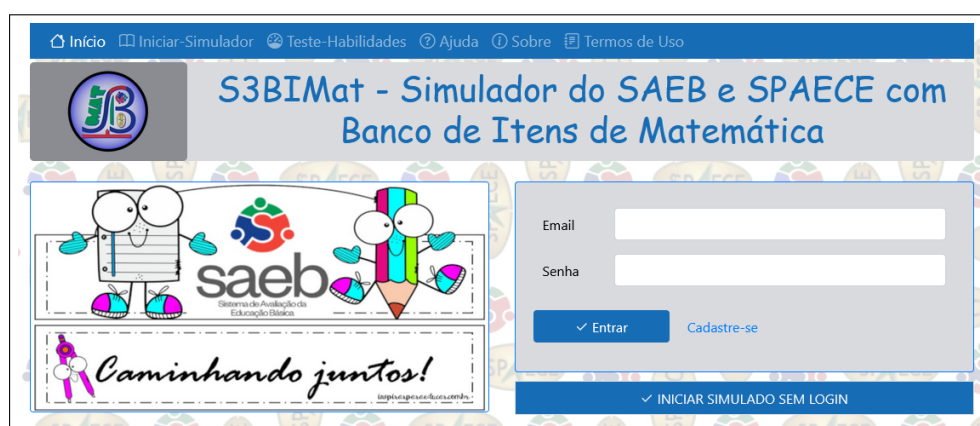 Início Iniciar-Simulador Teste-Habilidades Ajuda Sobre Termos de Uso
S3BIMat - Simulador do SAEB e SPAECE com
Banco de Itens de Matemática
saeb
Sistema de Avaliação da
Educação Básica
Caminhando juntos!
Email
Senha
Entrar Cadastre-se
INICIAR SIMULADO SEM LOGIN